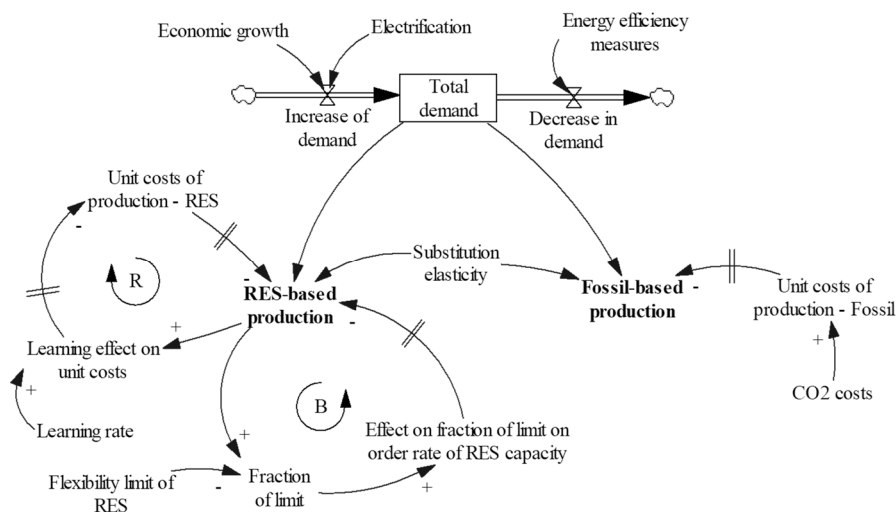 Economic growth
Electrification
Energy efficiency
measures
Total
demand
Increase of
demand
Decrease in
demand
Unit costs of
production - RES
-
R
-
Substitution
elasticity
RES-based
production
-
Fossil-based
production
-
Unit costs of
production - Fossil
+
Learning effect on
unit costs
+
+
CO2 costs
Learning rate
B
+
Effect on fraction of limit on
order rate of RES capacity
Flexibility limit of
RES
-
Fraction
of limit
+